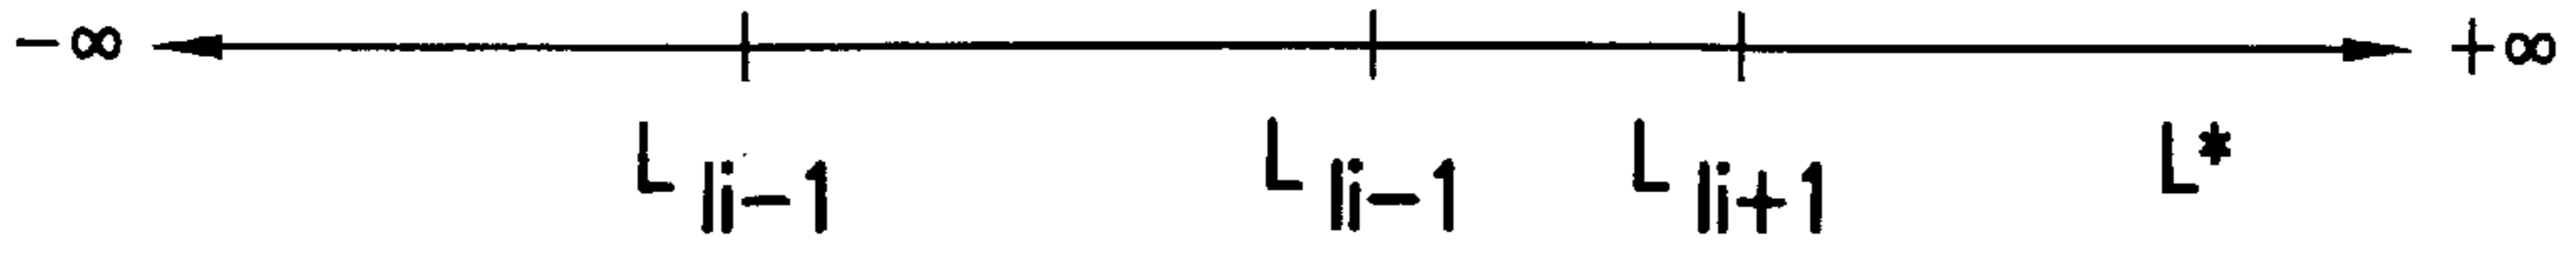 −∞ +∞
L li−1 L li−1 L li+1 L*